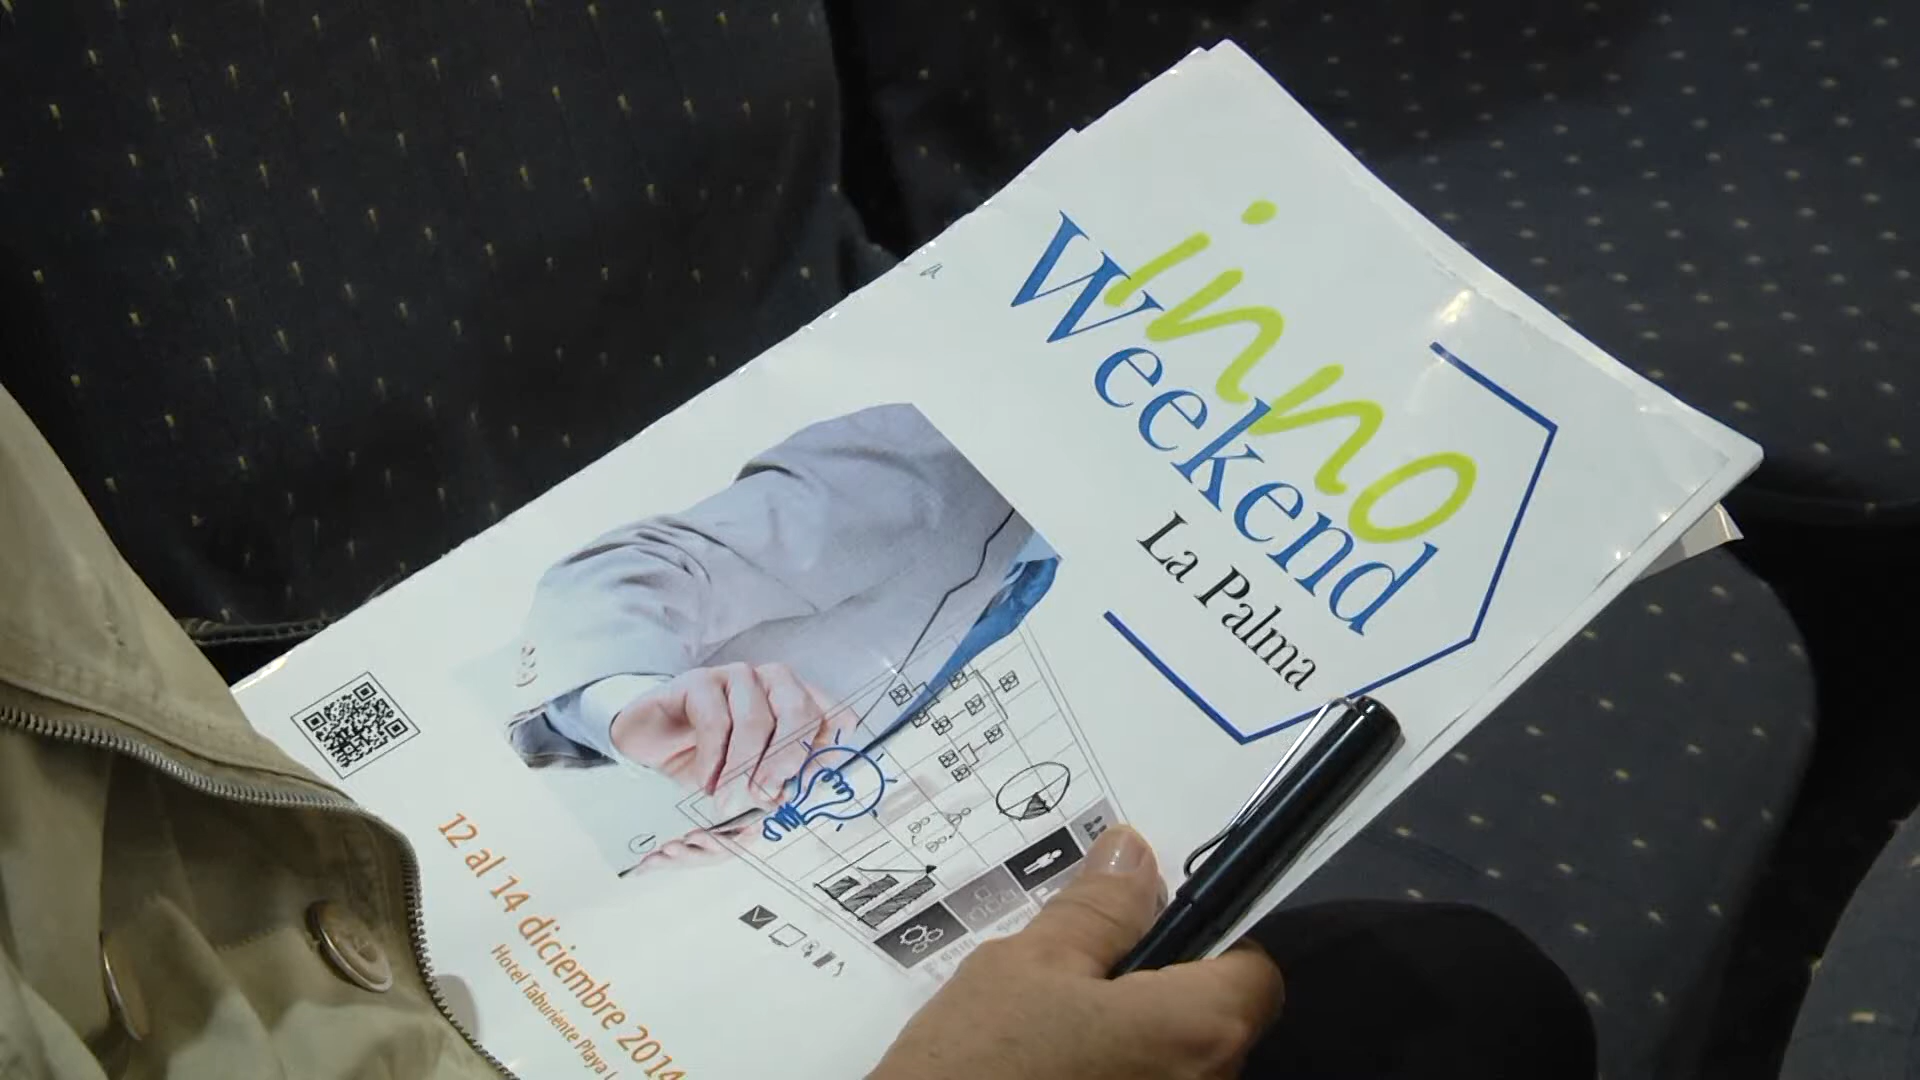 inno
Weekend
La Palma
12 al 14 diciembre 2014
Hotel Taburiente Playa